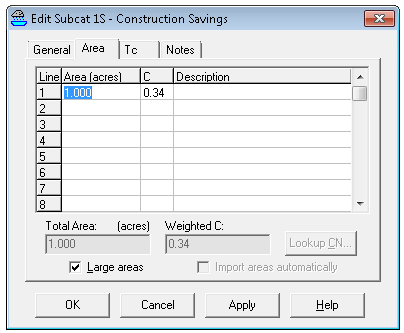 Edit Subcat 1S - Construction Savings
General Area Tc Notes
Line Area (acres) C Description
1 1.000 0.34
2
3
4
5
6
7
8
Total Area: (acres) Weighted C:
1.000 0.34 Lookup CN...
Large areas Import areas automatically
OK Cancel Apply Help